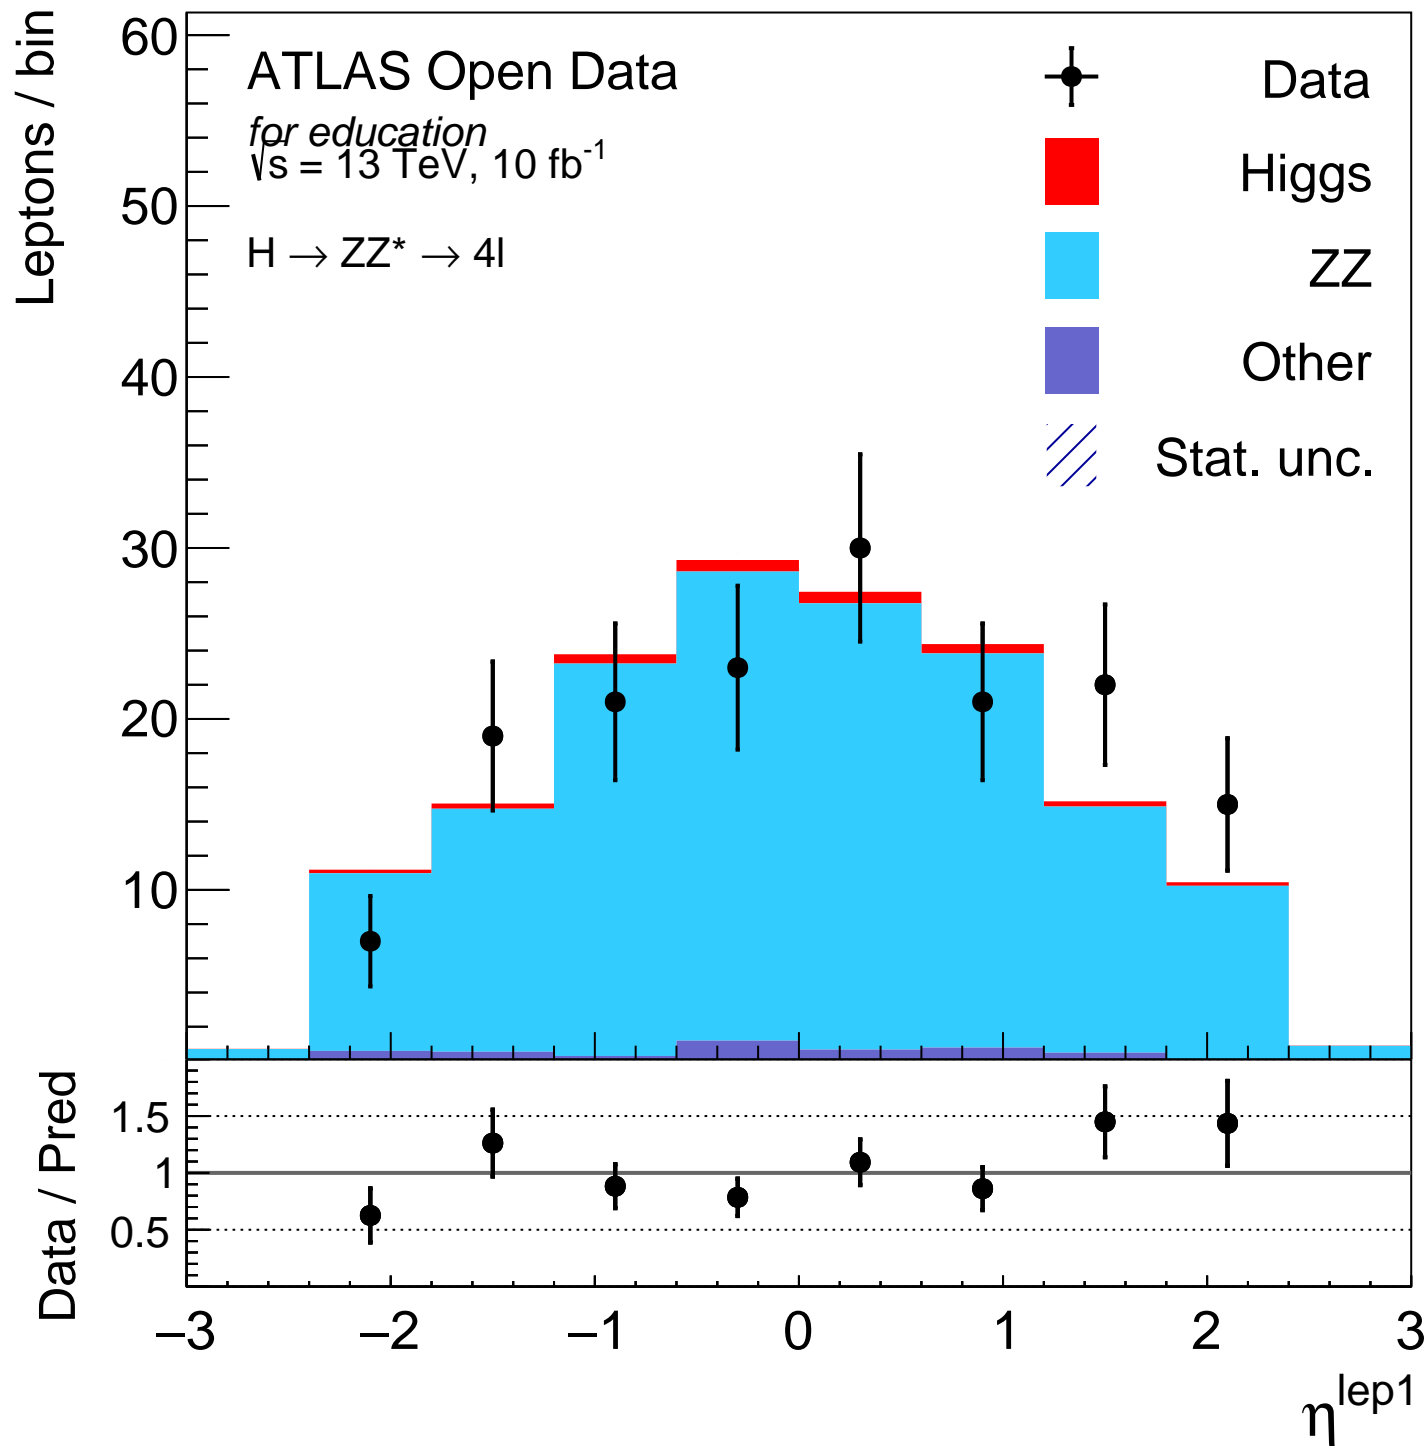 Leptons / bin
60
50
40
30
20
10
ATLAS Open Data
for education
√s = 13 TeV, 10 fb⁻¹
H → ZZ* → 4l
Data
Higgs
ZZ
Other
Stat. unc.
Data / Pred
1.5
1
0.5
–3 –2 –1 0 1 2 3
η^lep1